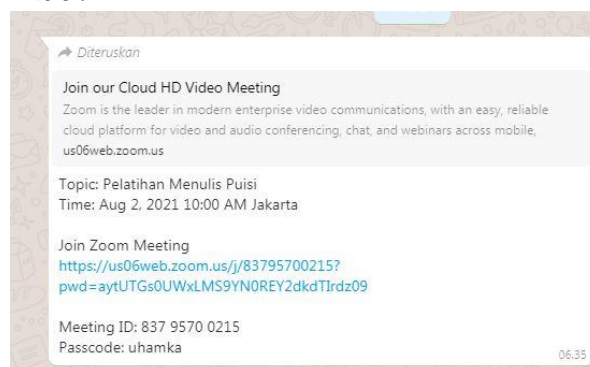 Diteruskan
Join our Cloud HD Video Meeting
Zoom is the leader in modern enterprise video communications, with an easy, reliable
cloud platform for video and audio conferencing, chat, and webinars across mobile,
us06web.zoom.us
Topic: Pelatihan Menulis Puisi
Time: Aug 2, 2021 10:00 AM Jakarta
Join Zoom Meeting
https://us06web.zoom.us/j/83795700215?
pwd=aytUTGs0UWxLMS9YN0REY2dkdTIrdz09
Meeting ID: 837 9570 0215
Passcode: uhamka
06.35